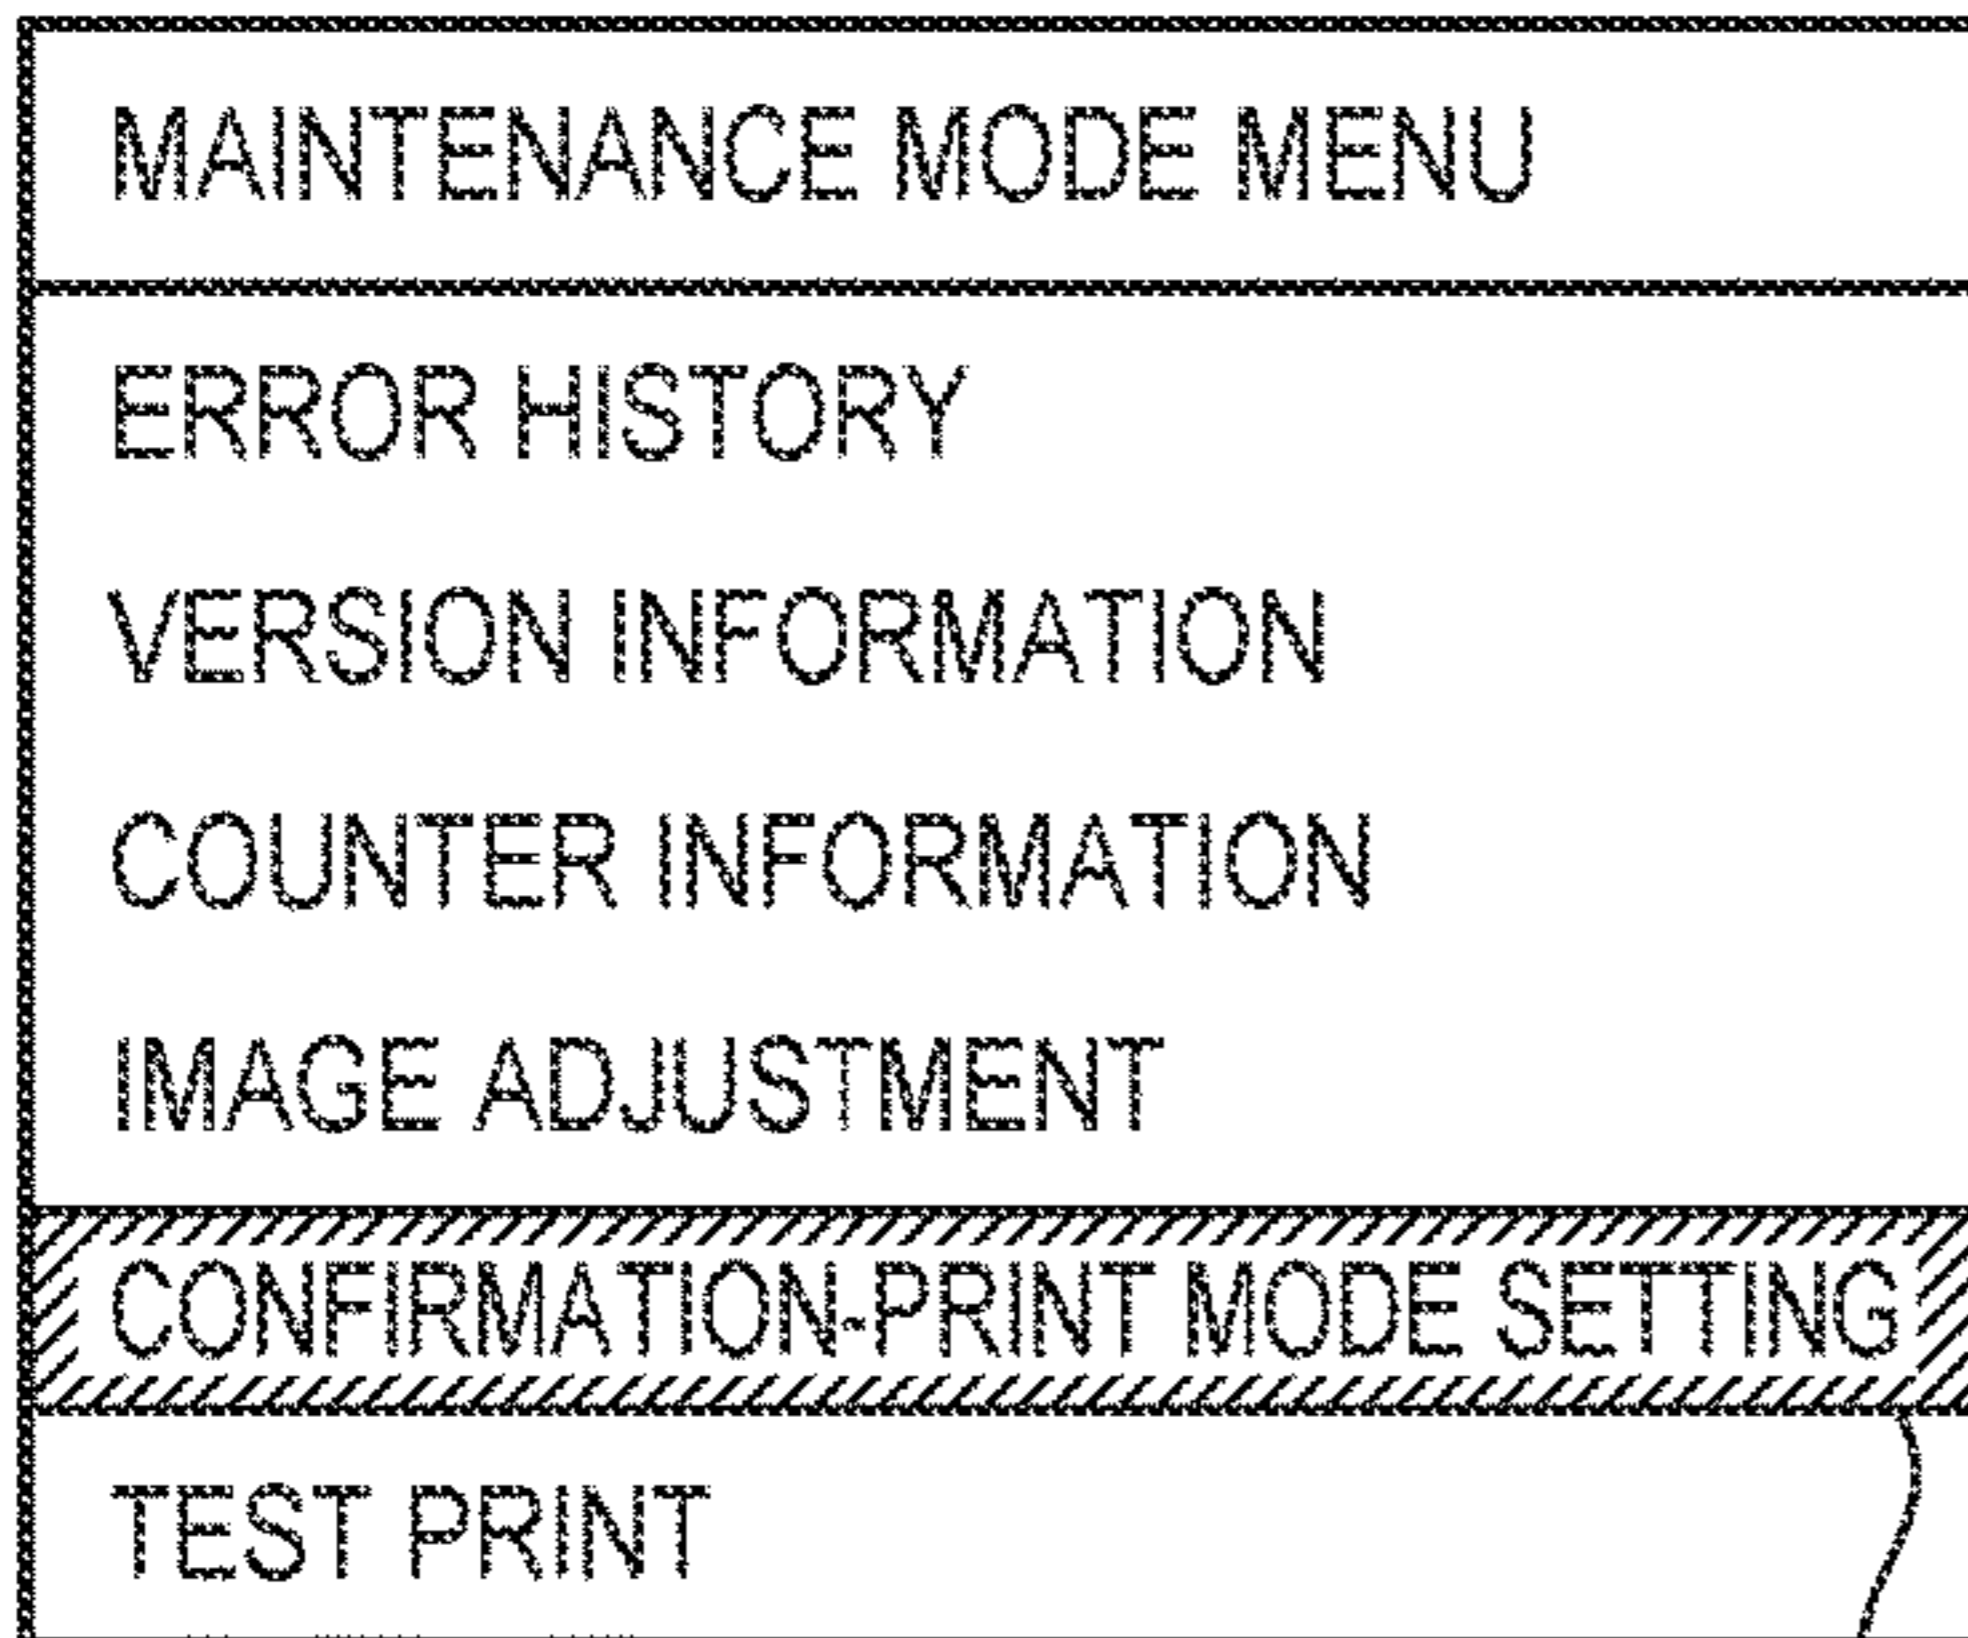 MAINTENANCE MODE MENU
ERROR HISTORY
VERSION INFORMATION
COUNTER INFORMATION
IMAGE ADJUSTMENT
CONFIRMATION-PRINT MODE SETTING
TEST PRINT